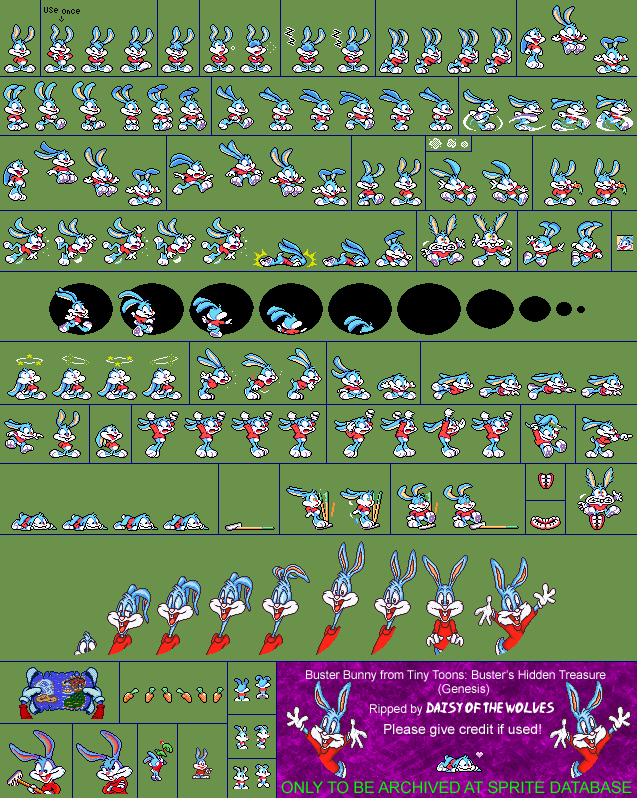 Use once
Buster Bunny from Tiny Toons: Buster's Hidden Treasure
(Genesis)
Ripped by DAISY OF THE WOLVES
Please give credit if used!
ONLY TO BE ARCHIVED AT SPRITE DATABASE